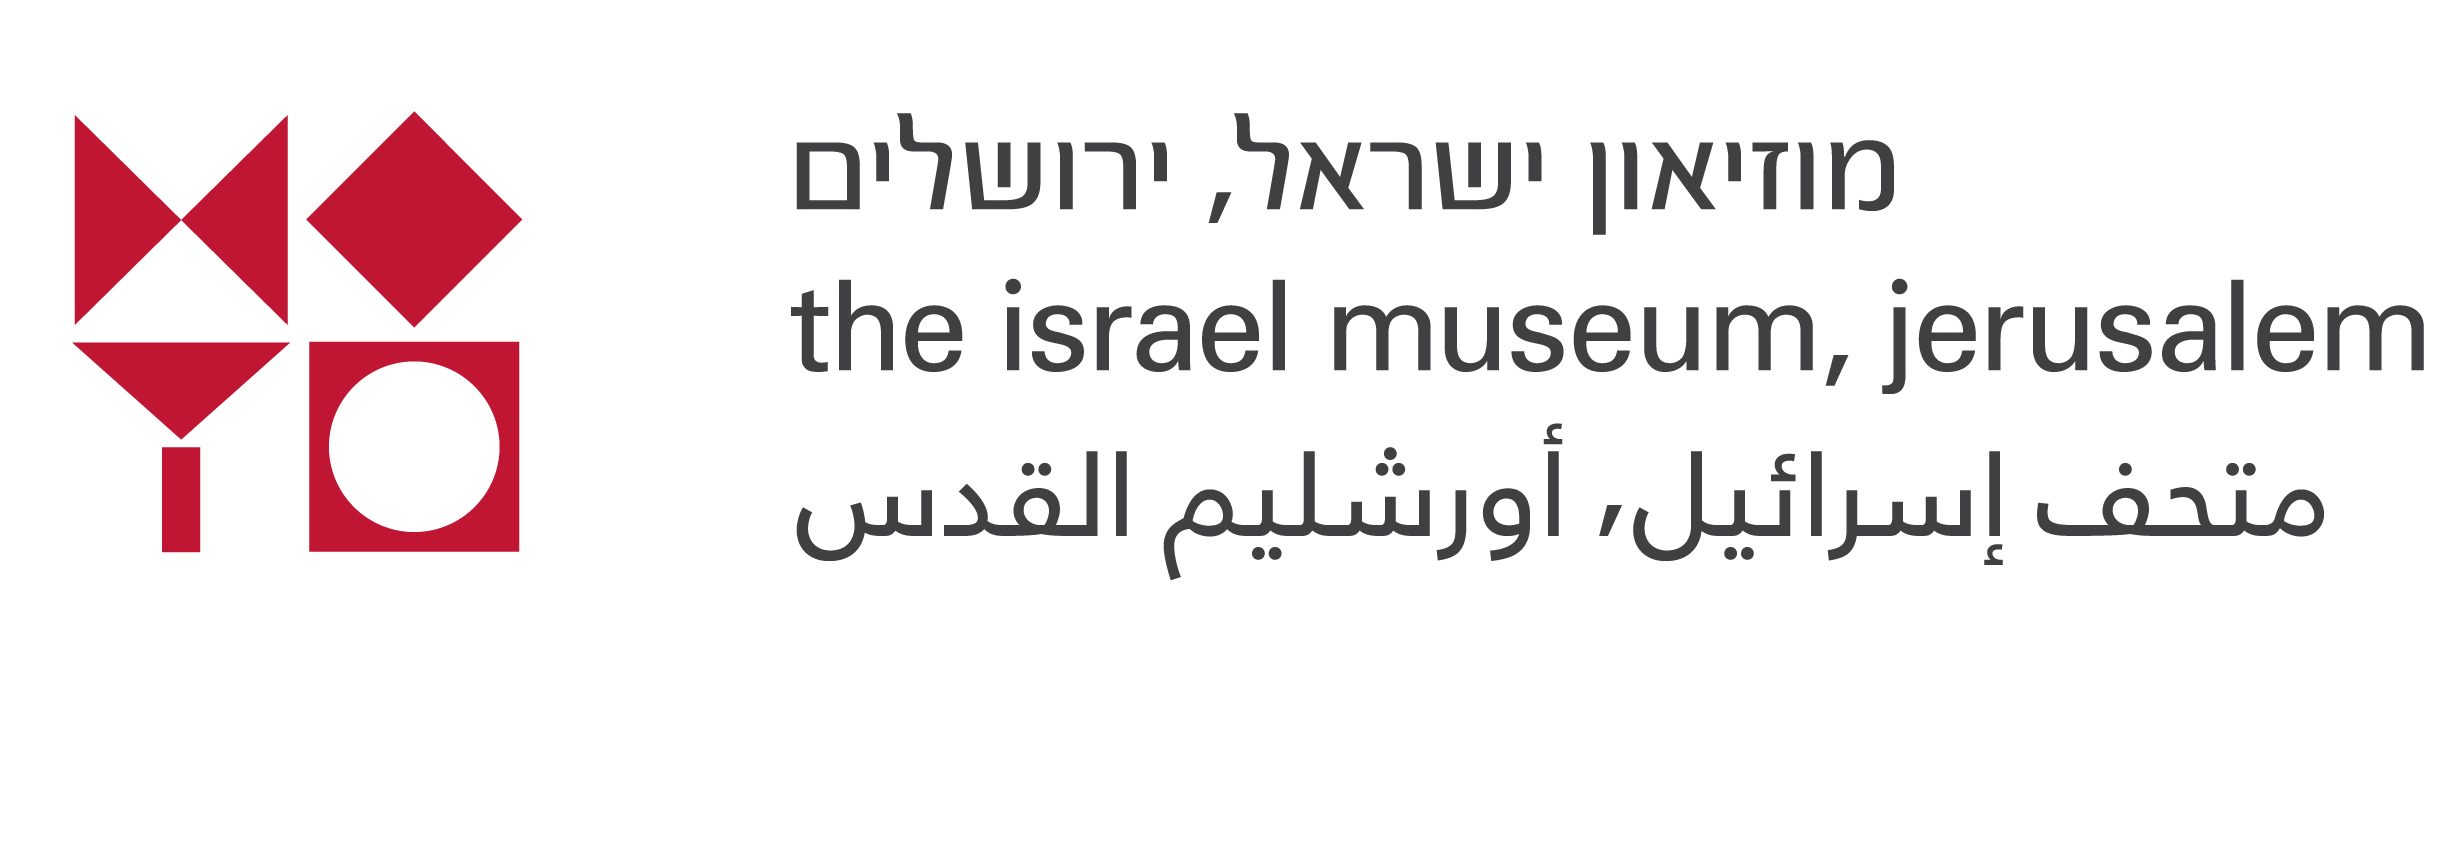 מוזיאון ישראל, ירושלים
the israel museum, jerusalem
متحف إسرائيل, أورشليم القدس